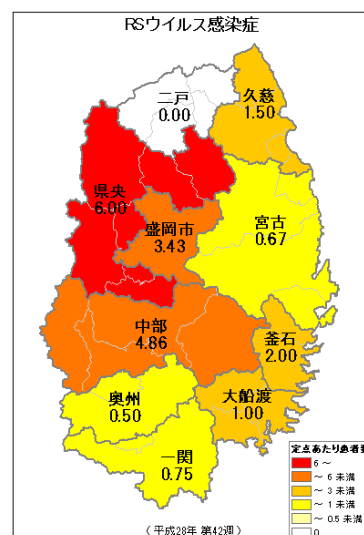 RSウイルス感染症
二戸
0.00
久慈
1.50
県央
6.00
盛岡市
3.43
宮古
0.67
中部
4.86
釜石
2.00
奥州
0.50
大船渡
1.00
一関
0.75
定点あたり患者数
6 ～
～ 6 未満
～ 3 未満
～ 1 未満
～ 0.5 未満
0
（ 平成28年 第42週 ）